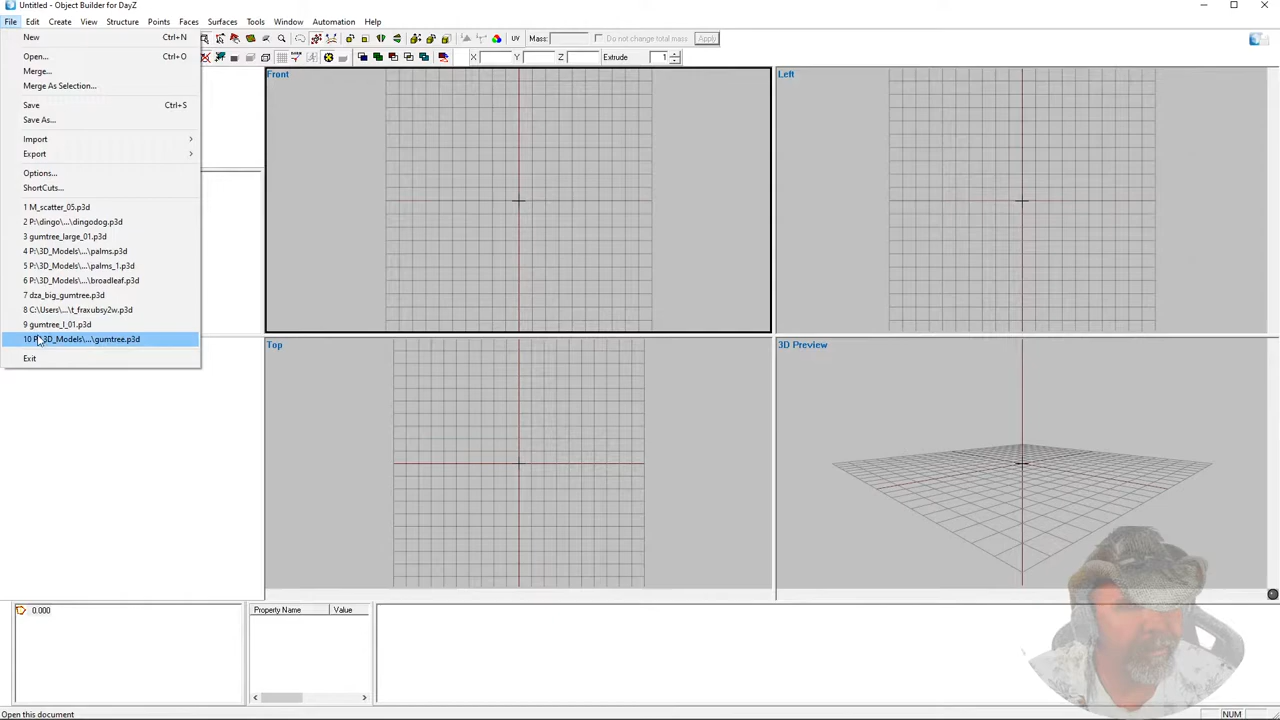 Untitled - Object Builder for DayZ
File Edit Create View Structure Points Faces Surfaces Tools Window Automation Help
New Ctrl+N
Open... Ctrl+O
Merge...
Merge As Selection...
Save Ctrl+S
Save As...
Import
Export
Options...
ShortCuts...
1 M_scatter_05.p3d
2 P:\dingo\...\dingodog.p3d
3 gumtree_large_01.p3d
4 P:\3D_Models\...\palms.p3d
5 P:\3D_Models\...\palms_1.p3d
6 P:\3D_Models\...\broadleaf.p3d
7 dza_big_gumtree.p3d
8 C:\Users\...\t_fraxubsy2w.p3d
9 gumtree_l_01.p3d
10 P:\3D_Models\...\gumtree.p3d
Exit
UV Mass: Do not change total mass Apply
X Y Z Extrude 1
Front
Left
Top
3D Preview
0.000
Property Name Value
Open this document
NUM